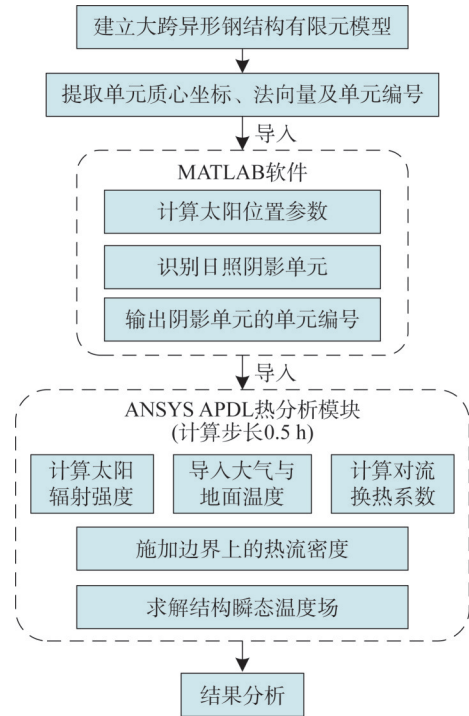 建立大跨异形钢结构有限元模型
提取单元质心坐标、法向量及单元编号
导入
MATLAB软件
计算太阳位置参数
识别日照阴影单元
输出阴影单元的单元编号
导入
ANSYS APDL热分析模块
(计算步长0.5 h)
计算太阳
辐射强度
导入大气与
地面温度
计算对流
换热系数
施加边界上的热流密度
求解结构瞬态温度场
结果分析